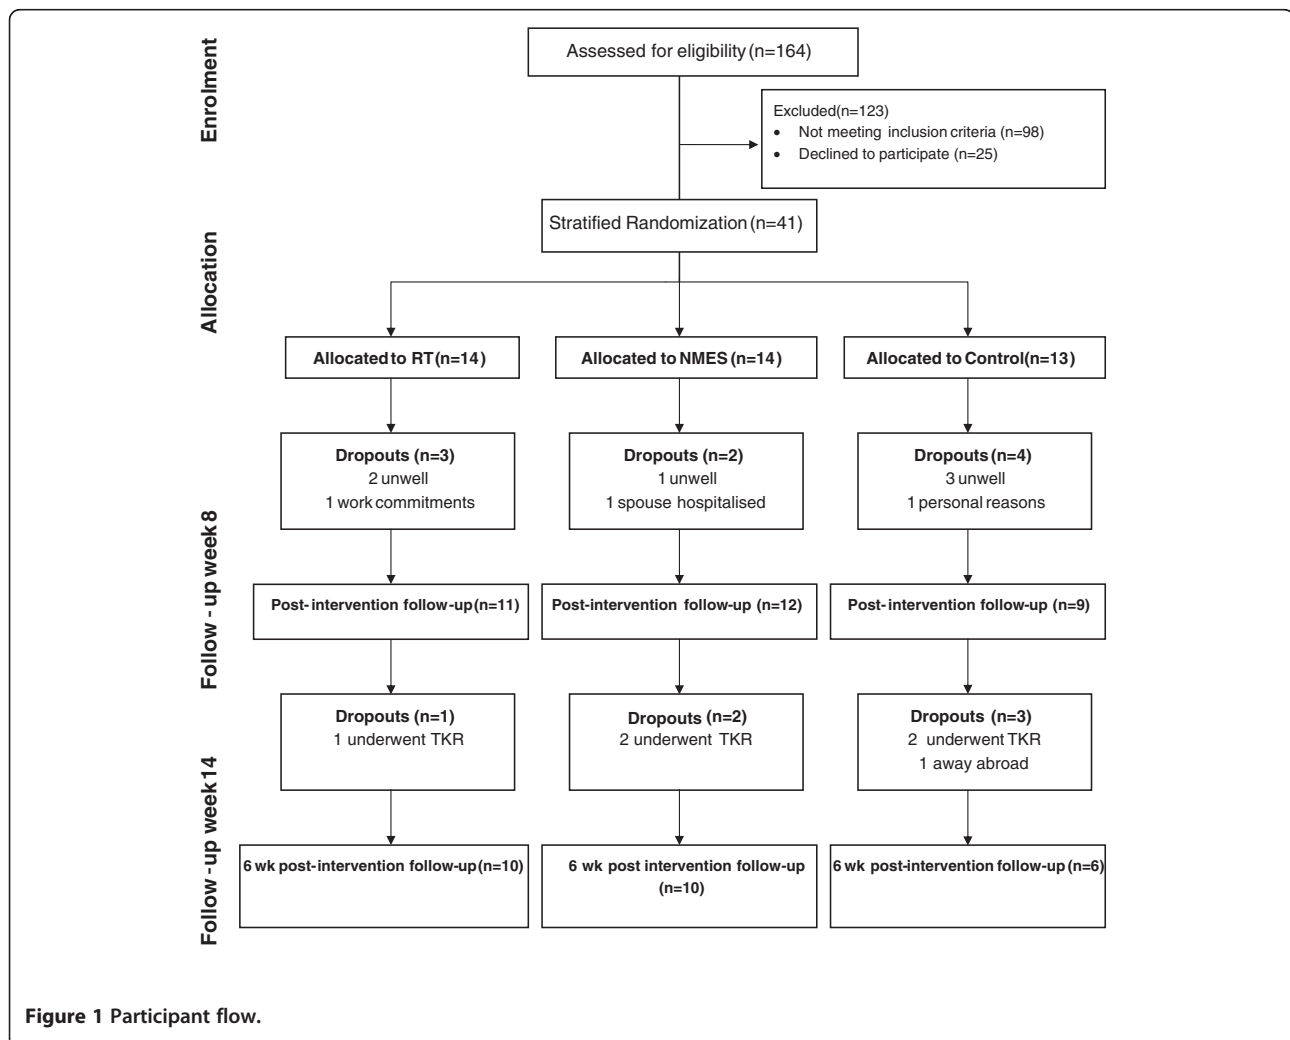 Enrolment
Assessed for eligibility (n=164)
Excluded(n=123)
• Not meeting inclusion criteria (n=98)
• Declined to participate (n=25)
Allocation
Stratified Randomization (n=41)
Allocated to RT(n=14)
Allocated to NMES (n=14)
Allocated to Control(n=13)
Follow -up week 8
Dropouts (n=3)
2 unwell
1 work commitments
Dropouts (n=2)
1 unwell
1 spouse hospitalised
Dropouts (n=4)
3 unwell
1 personal reasons
Post-intervention follow-up(n=11)
Post-intervention follow-up (n=12)
Post-intervention follow-up (n=9)
Follow -up week 14
Dropouts (n=1)
1 underwent TKR
Dropouts (n=2)
2 underwent TKR
Dropouts (n=3)
2 underwent TKR
1 away abroad
6 wk post-intervention follow-up(n=10)
6 wk post intervention follow-up
(n=10)
6 wk post-intervention follow-up (n=6)
Figure 1 Participant flow.